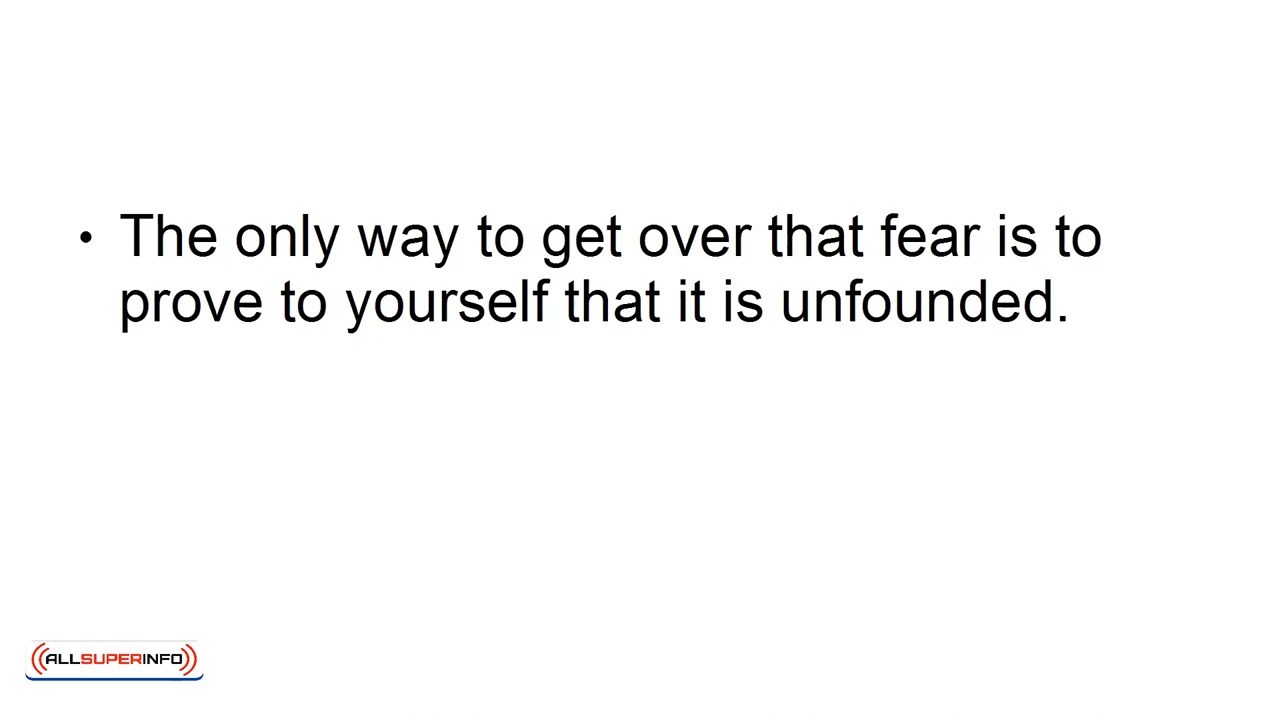 • The only way to get over that fear is to
prove to yourself that it is unfounded.
ALLSUPERINFO